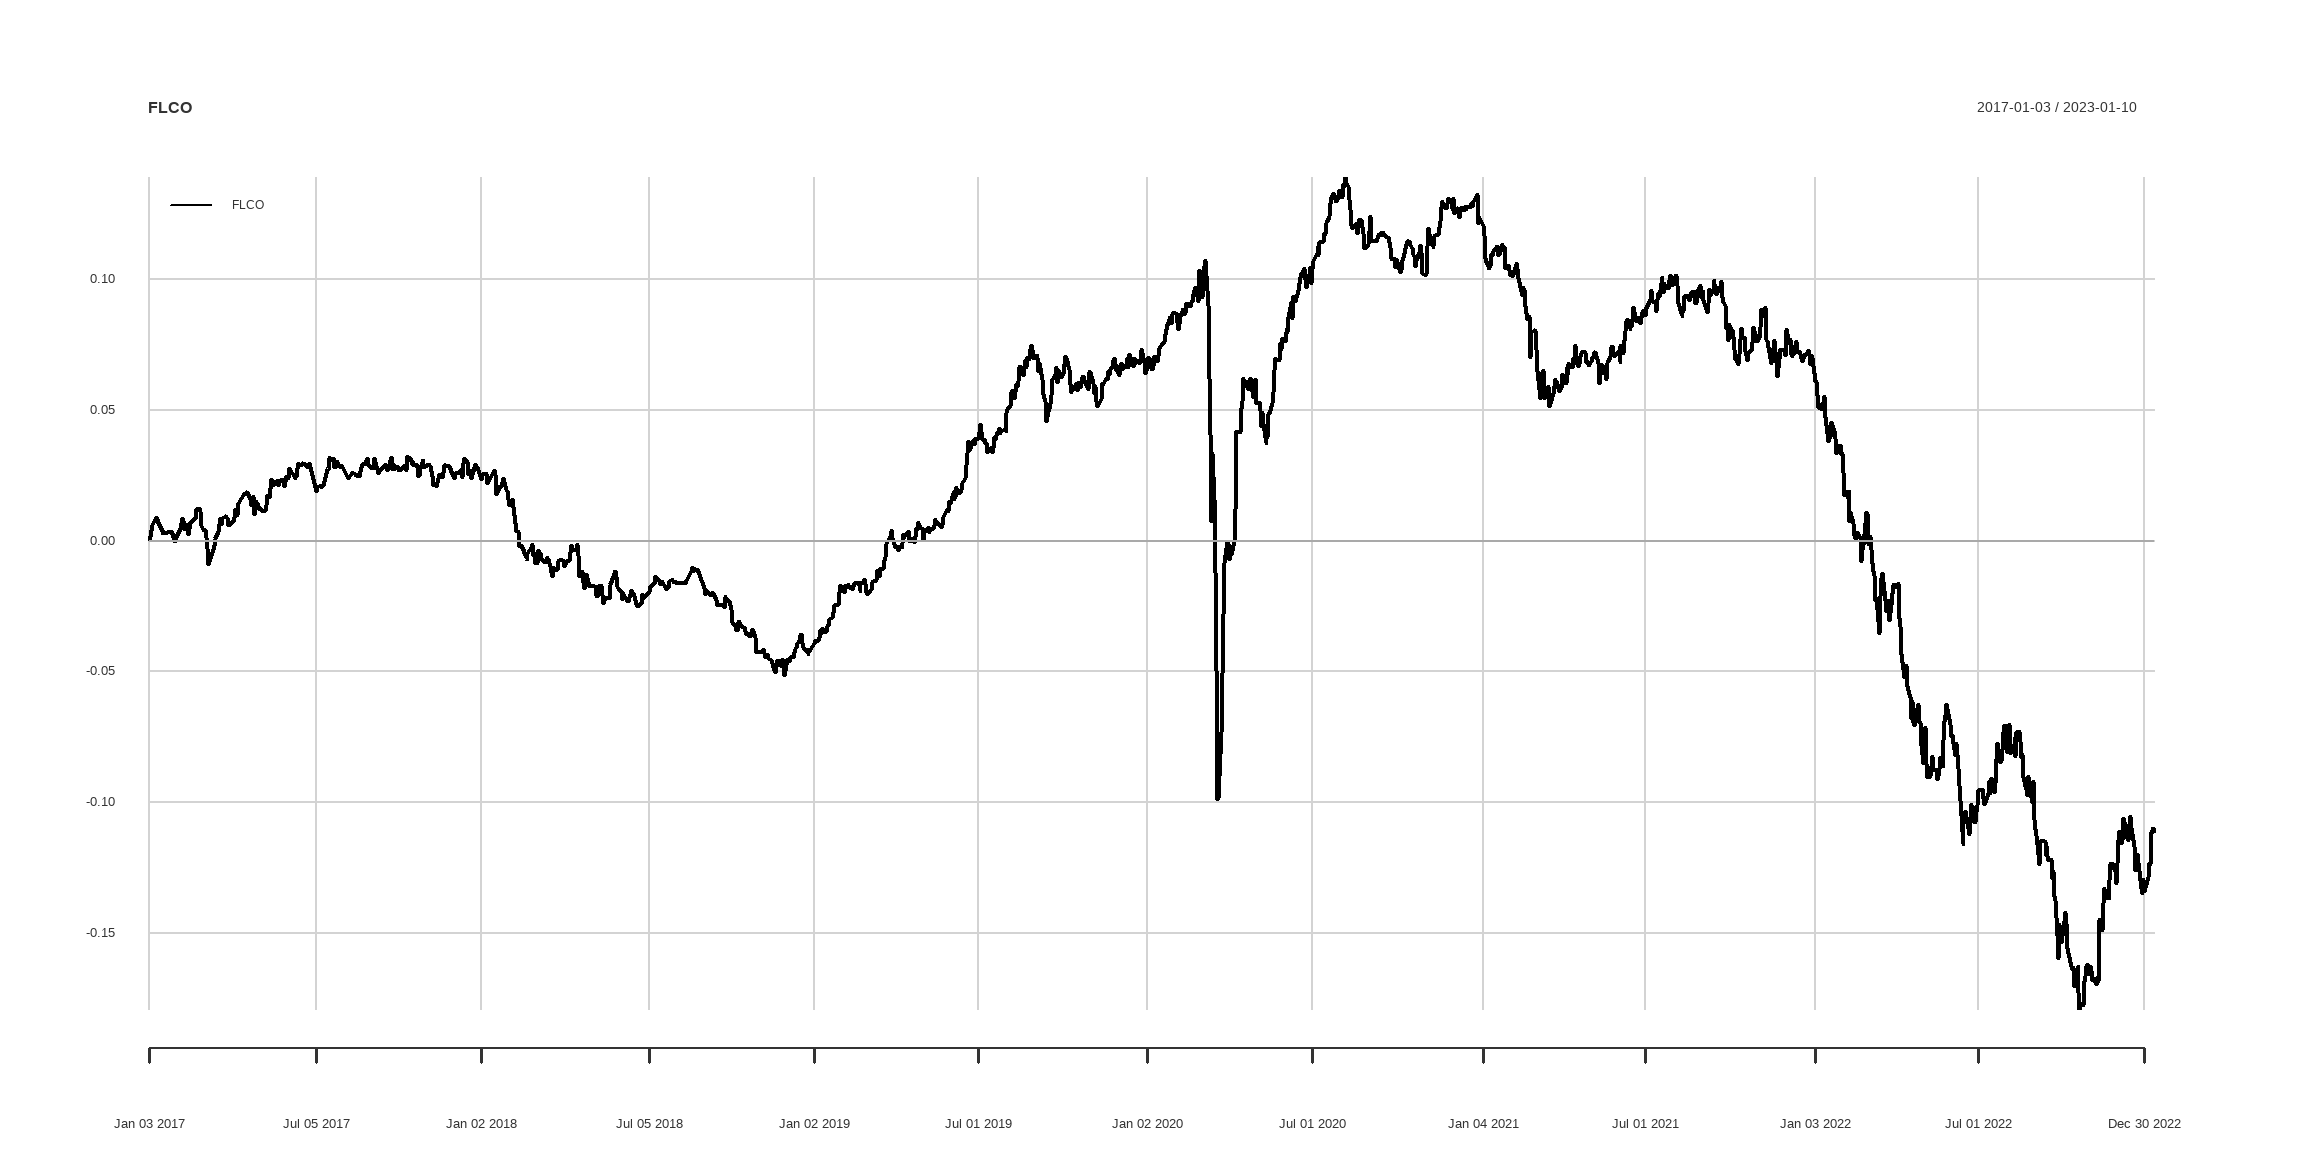 FLCO
2017-01-03 / 2023-01-10
FLCO
0.10
0.05
0.00
-0.05
-0.10
-0.15
Jan 03 2017
Jul 05 2017
Jan 02 2018
Jul 05 2018
Jan 02 2019
Jul 01 2019
Jan 02 2020
Jul 01 2020
Jan 04 2021
Jul 01 2021
Jan 03 2022
Jul 01 2022
Dec 30 2022